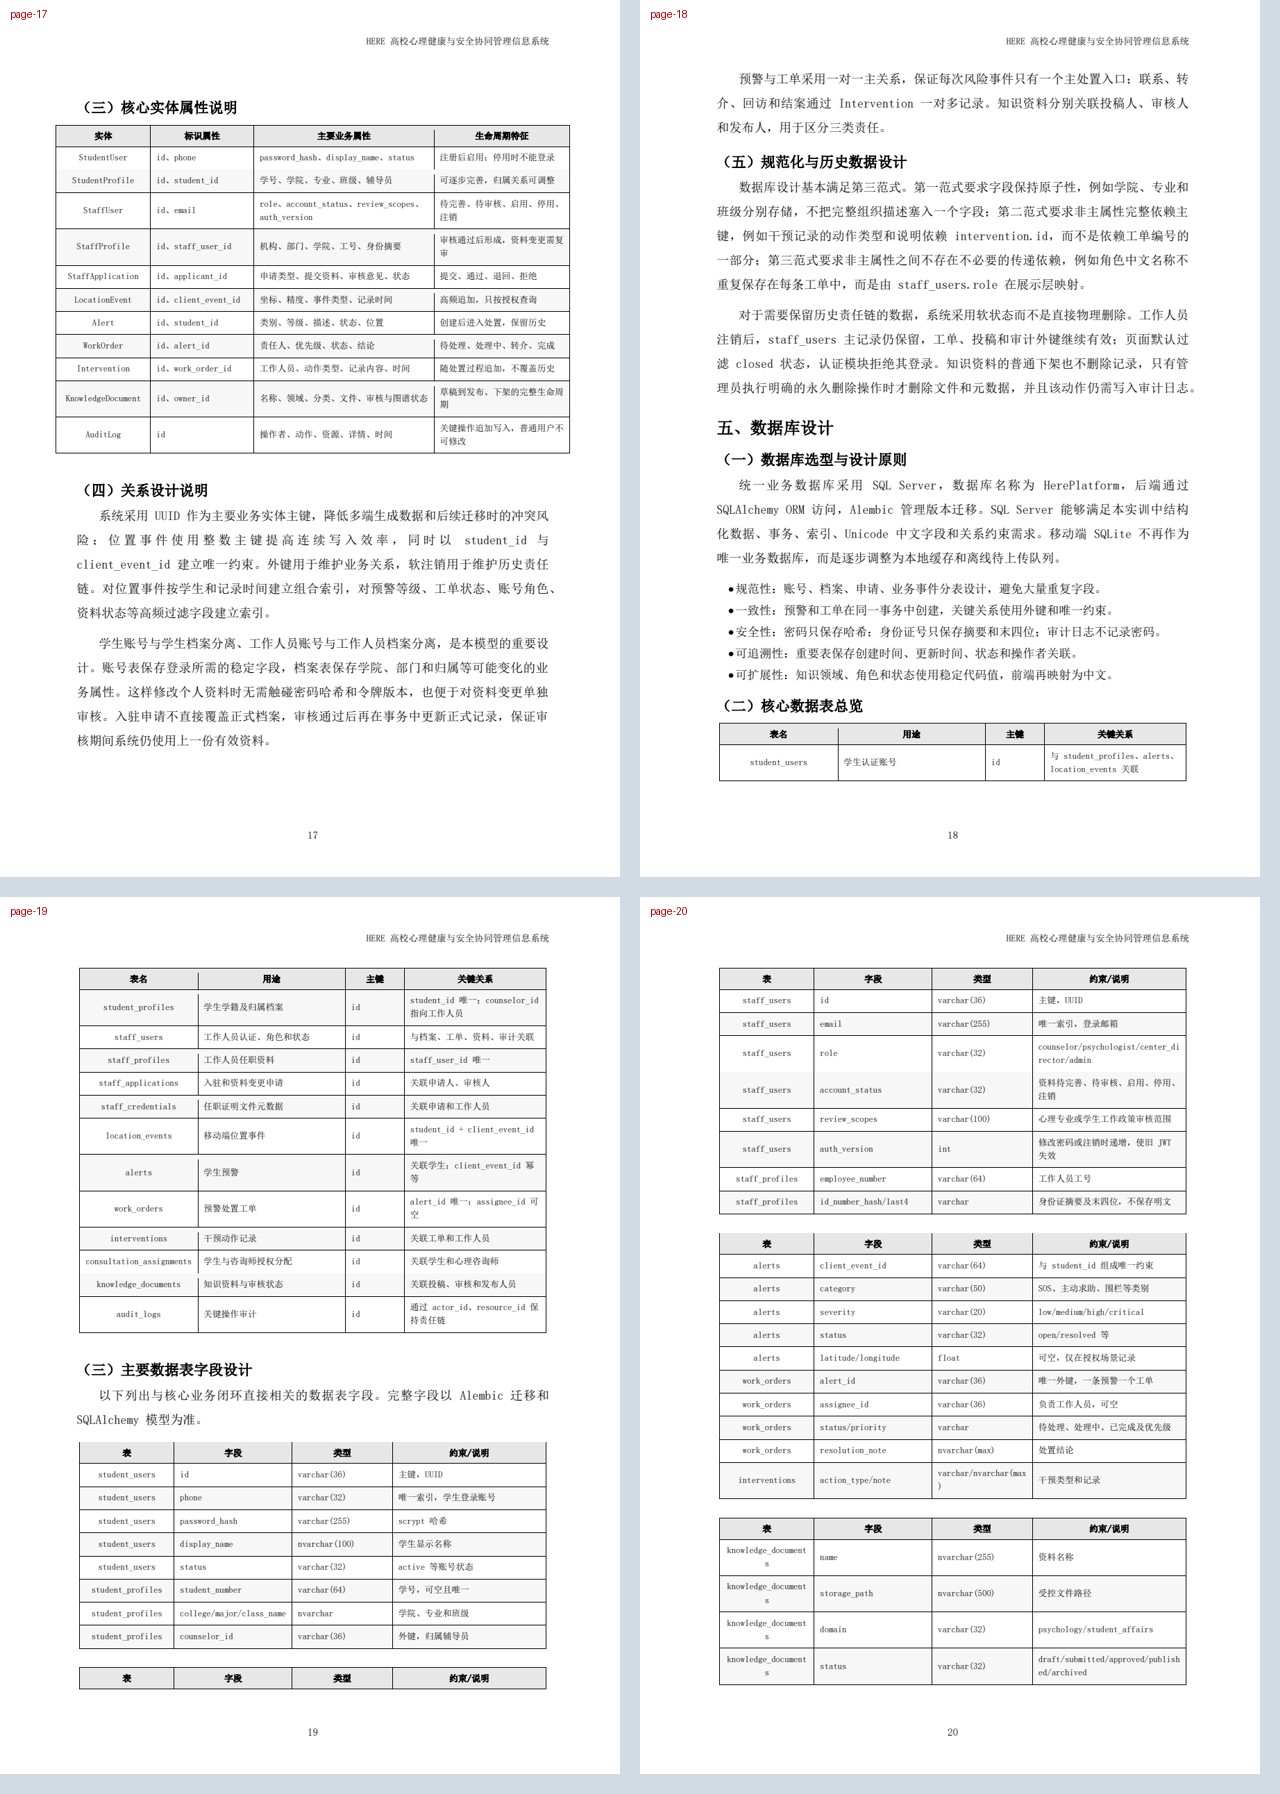 page-17
HERE 高校心理健康与安全协同管理信息系统
（三）核心实体属性说明
实体 标识属性 主要业务属性 生命周期特征
StudentUser id、phone password_hash、display_name、status 注册后启用；停用时不能登录
StudentProfile id、student_id 学号、学院、专业、班级、辅导员 可逐步完善，归属关系可调整
StaffUser id、email role、account_status、review_scopes、auth_version 待完善、待审核、启用、停用、注销
StaffProfile id、staff_user_id 机构、部门、学院、工号、身份摘要 审核通过后形成，资料变更需复审
StaffApplication id、applicant_id 申请类型、提交资料、审核意见、状态 提交、通过、退回、拒绝
LocationEvent id、client_event_id 坐标、精度、事件类型、记录时间 高频追加，只按授权查询
Alert id、student_id 类别、等级、描述、状态、位置 创建后进入处置，保留历史
WorkOrder id、alert_id 责任人、优先级、状态、结论 待处理、处理中、转介、完成
Intervention id、work_order_id 工作人员、动作类型、记录内容、时间 随处置过程追加，不覆盖历史
KnowledgeDocument id、owner_id 名称、领域、分类、文件、审核与图谱状态 草稿到发布、下架的完整生命周期
AuditLog id 操作者、动作、资源、详情、时间 关键操作追加写入，普通用户不可修改
（四）关系设计说明
系统采用 UUID 作为主要业务实体主键，降低多端生成数据和后续迁移时的冲突风
险；位置事件使用整数主键提高连续写入效率，同时以 student_id 与
client_event_id 建立唯一约束。外键用于维护业务关系，软注销用于维护历史责任
链。对位置事件按学生和记录时间建立组合索引，对预警等级、工单状态、账号角色、
资料状态等高频过滤字段建立索引。
学生账号与学生档案分离、工作人员账号与工作人员档案分离，是本模型的重要设
计。账号表保存登录所需的稳定字段，档案表保存学院、部门和归属等可能变化的业
务属性。这样修改个人资料时无需触碰密码哈希和令牌版本，也便于对资料变更单独
审核。入驻申请不直接覆盖正式档案，审核通过后再在事务中更新正式记录，保证审
核期间系统仍使用上一份有效资料。
17
page-18
HERE 高校心理健康与安全协同管理信息系统
预警与工单采用一对一主关系，保证每次风险事件只有一个主处置入口；联系、转
介、回访和结案通过 Intervention 一对多记录。知识资料分别关联投稿人、审核人
和发布人，用于区分三类责任。
（五）规范化与历史数据设计
数据库设计基本满足第三范式。第一范式要求字段保持原子性，例如学院、专业和
班级分别存储，不把完整组织描述塞入一个字段；第二范式要求非主属性完整依赖主
键，例如干预记录的动作类型和说明依赖 intervention.id，而不是依赖工单编号的
一部分；第三范式要求非主属性之间不存在不必要的传递依赖，例如角色中文名称不
重复保存在每条工单中，而是由 staff_users.role 在展示层映射。
对于需要保留历史责任链的数据，系统采用软状态而不是直接物理删除。工作人员
注销后，staff_users 主记录仍保留，工单、投稿和审计外键继续有效；页面默认过
滤 closed 状态，认证模块拒绝其登录。知识资料的普通下架也不删除记录，只有管
理员执行明确的永久删除操作时才删除文件和元数据，并且该动作仍需写入审计日志。
五、数据库设计
（一）数据库选型与设计原则
统一业务数据库采用 SQL Server，数据库名称为 HerePlatform，后端通过
SQLAlchemy ORM 访问，Alembic 管理版本迁移。SQL Server 能够满足本实训中结构
化数据、事务、索引、Unicode 中文字段和关系约束需求。移动端 SQLite 不再作为
唯一业务数据库，而是逐步调整为本地缓存和离线待上传队列。
●规范性：账号、档案、申请、业务事件分表设计，避免大量重复字段。
●一致性：预警和工单在同一事务中创建，关键关系使用外键和唯一约束。
●安全性：密码只保存哈希；身份证号只保存摘要和末四位；审计日志不记录密码。
●可追溯性：重要表保存创建时间、更新时间、状态和操作者关联。
●可扩展性：知识领域、角色和状态使用稳定代码值，前端再映射为中文。
（二）核心数据表总览
表名 用途 主键 关键关系
student_users 学生认证账号 id 与 student_profiles、alerts、location_events 关联
18
page-19
HERE 高校心理健康与安全协同管理信息系统
表名 用途 主键 关键关系
student_profiles 学生学籍及归属档案 id student_id 唯一；counselor_id 指向工作人员
staff_users 工作人员认证、角色和状态 id 与档案、工单、资料、审计关联
staff_profiles 工作人员任职资料 id staff_user_id 唯一
staff_applications 入驻和资料变更申请 id 关联申请人、审核人
staff_credentials 任职证明文件元数据 id 关联申请和工作人员
location_events 移动端位置事件 id student_id + client_event_id 唯一
alerts 学生预警 id 关联学生；client_event_id 幂等
work_orders 预警处置工单 id alert_id 唯一；assignee_id 可空
interventions 干预动作记录 id 关联工单和工作人员
consultation_assignments 学生与咨询师授权分配 id 关联学生和心理咨询师
knowledge_documents 知识资料与审核状态 id 关联投稿、审核和发布人员
audit_logs 关键操作审计 id 通过 actor_id、resource_id 保持责任链
（三）主要数据表字段设计
以下列出与核心业务闭环直接相关的数据表字段。完整字段以 Alembic 迁移和
SQLAlchemy 模型为准。
表 字段 类型 约束/说明
student_users id varchar(36) 主键，UUID
student_users phone varchar(32) 唯一索引，学生登录账号
student_users password_hash varchar(255) scrypt 哈希
student_users display_name nvarchar(100) 学生显示名称
student_users status varchar(32) active 等账号状态
student_profiles student_number varchar(64) 学号，可空且唯一
student_profiles college/major/class_name nvarchar 学院、专业和班级
student_profiles counselor_id varchar(36) 外键，归属辅导员
表 字段 类型 约束/说明
19
page-20
HERE 高校心理健康与安全协同管理信息系统
表 字段 类型 约束/说明
staff_users id varchar(36) 主键，UUID
staff_users email varchar(255) 唯一索引，登录邮箱
staff_users role varchar(32) counselor/psychologist/center_director/admin
staff_users account_status varchar(32) 资料待完善、待审核、启用、停用、注销
staff_users review_scopes varchar(100) 心理专业或学生工作政策审核范围
staff_users auth_version int 修改密码或注销时递增，使旧 JWT 失效
staff_profiles employee_number varchar(64) 工作人员工号
staff_profiles id_number_hash/last4 varchar 身份证摘要及末四位，不保存明文
表 字段 类型 约束/说明
alerts client_event_id varchar(64) 与 student_id 组成唯一约束
alerts category varchar(50) SOS、主动求助、围栏等类别
alerts severity varchar(20) low/medium/high/critical
alerts status varchar(32) open/resolved 等
alerts latitude/longitude float 可空，仅在授权场景记录
work_orders alert_id varchar(36) 唯一外键，一条预警一个工单
work_orders assignee_id varchar(36) 负责工作人员，可空
work_orders status/priority varchar 待处理、处理中、已完成及优先级
work_orders resolution_note nvarchar(max) 处置结论
interventions action_type/note varchar/nvarchar(max) 干预类型和记录
表 字段 类型 约束/说明
knowledge_documents name nvarchar(255) 资料名称
knowledge_documents storage_path nvarchar(500) 受控文件路径
knowledge_documents domain varchar(32) psychology/student_affairs
knowledge_documents status varchar(32) draft/submitted/approved/published/archived
20